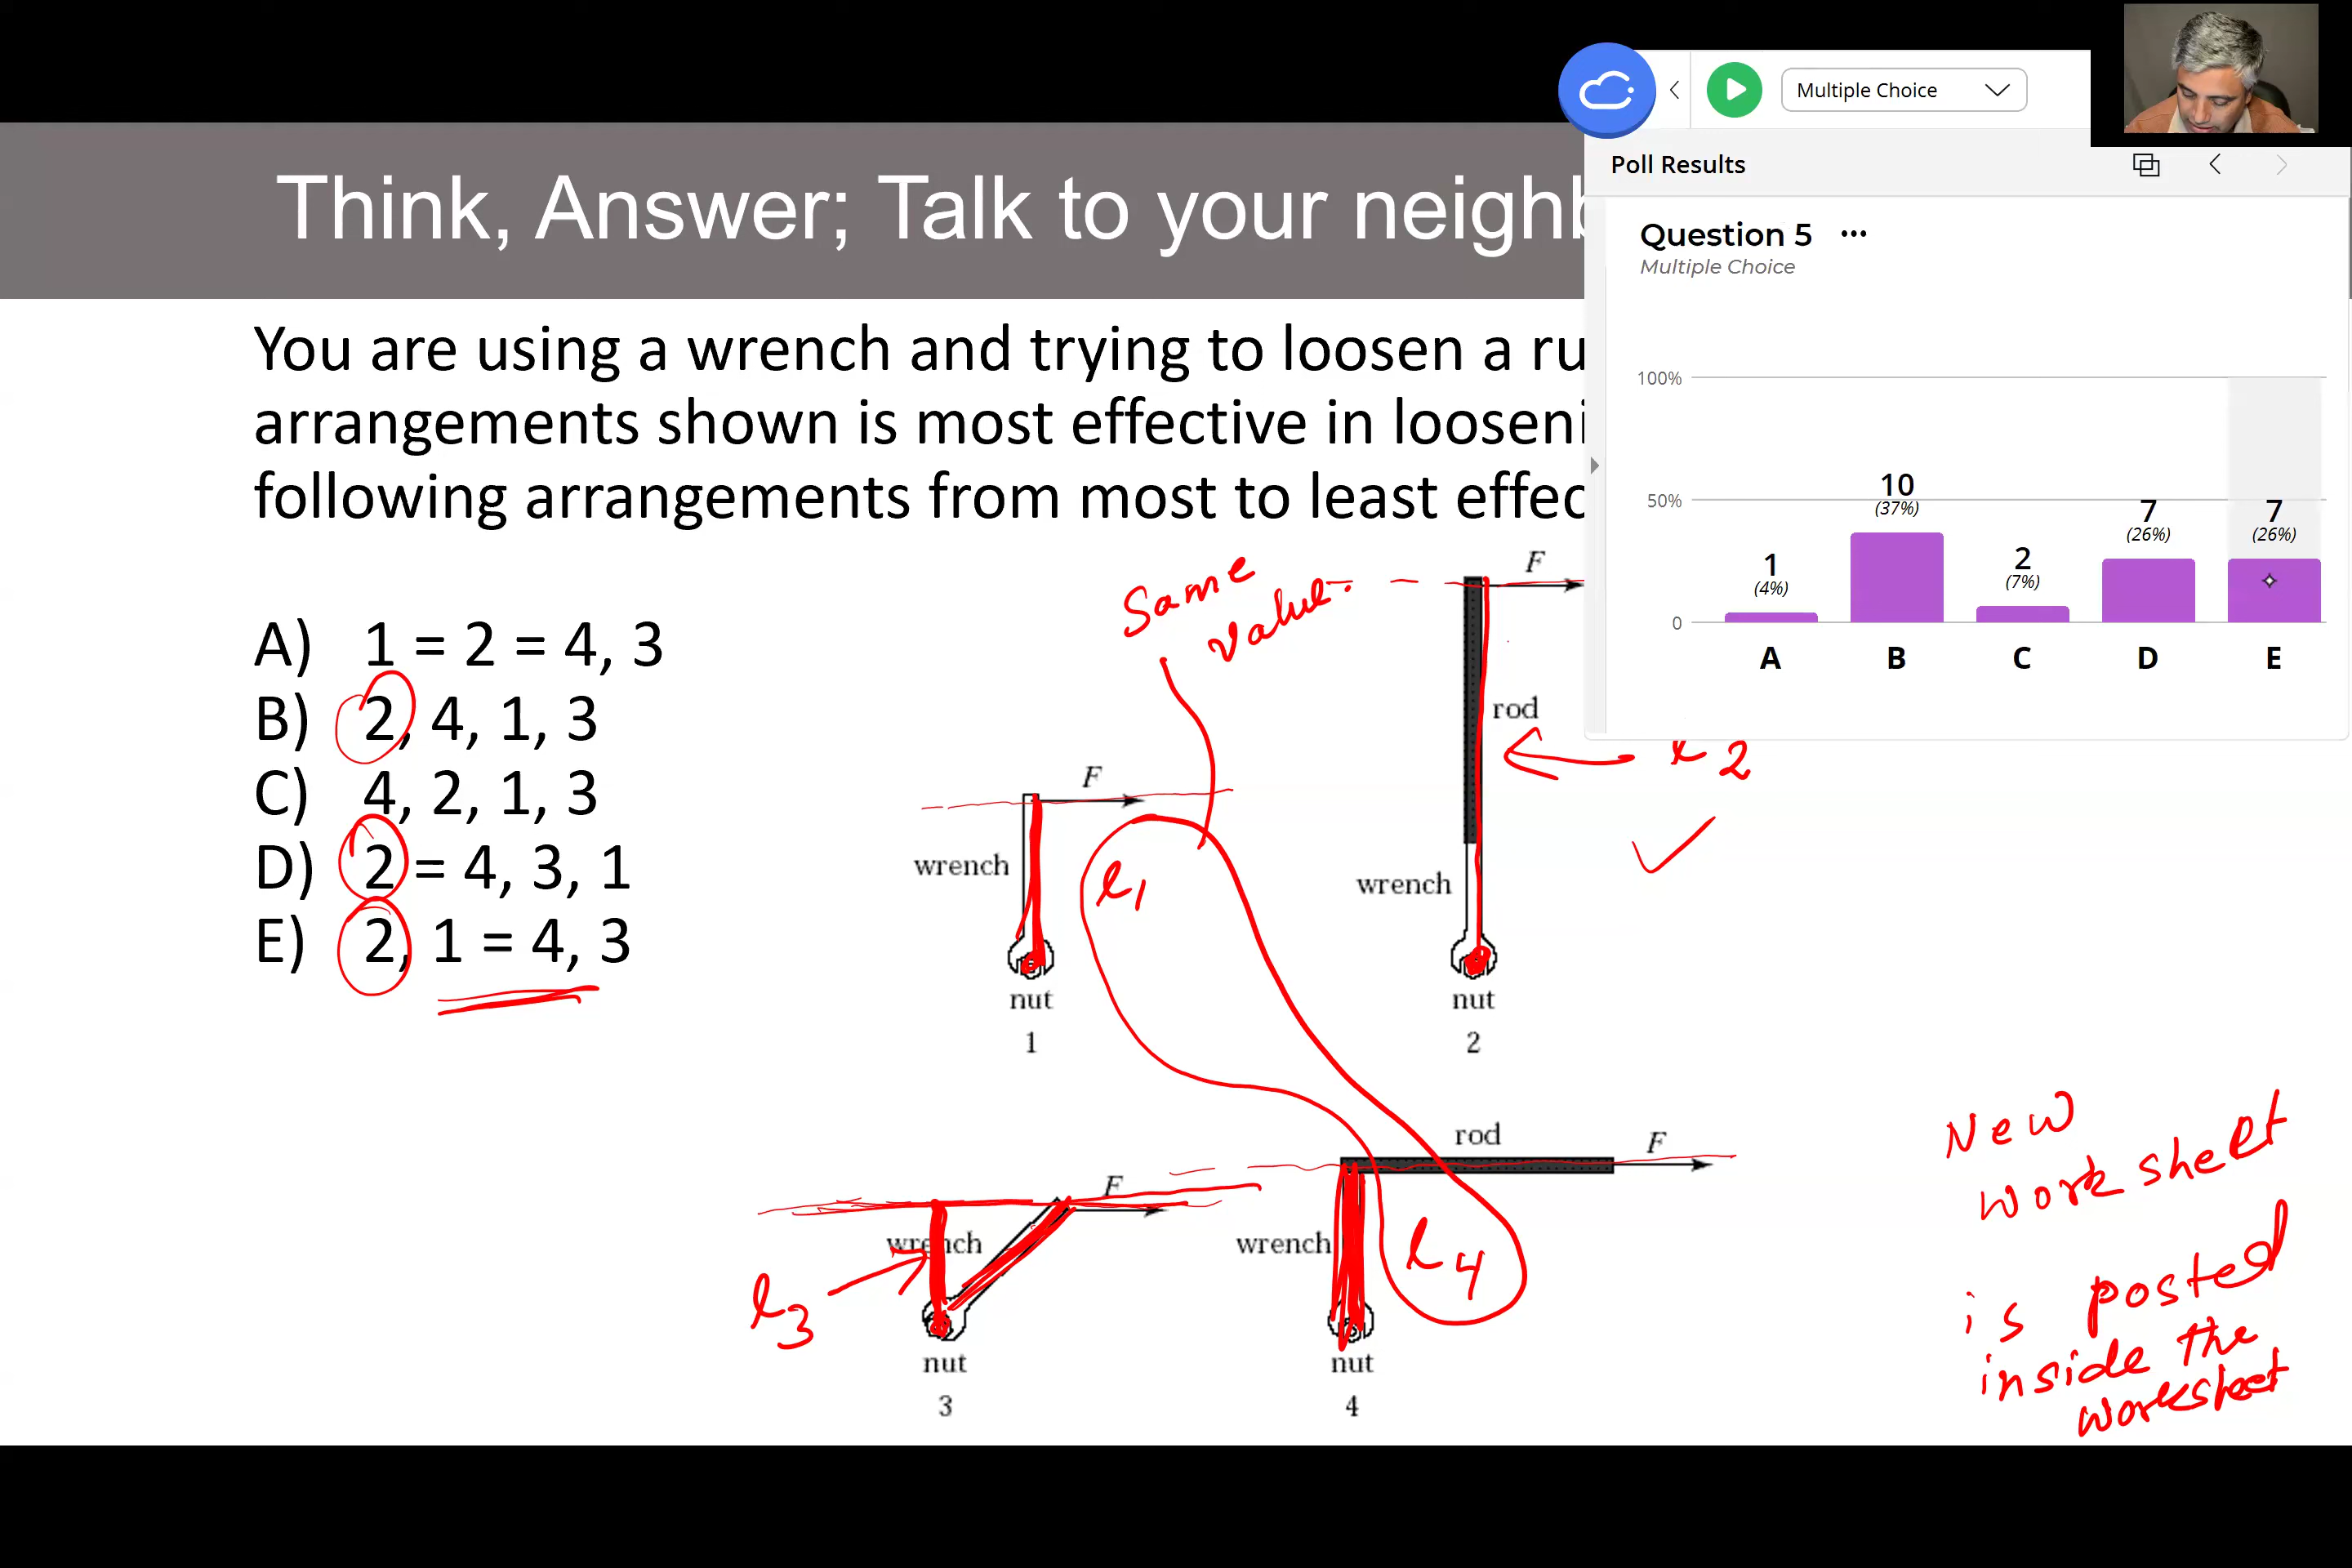 Multiple Choice
Poll Results
Question 5 •••
Multiple Choice
100%
50%
0
1
(4%)
10
(37%)
2
(7%)
7
(26%)
7
(26%)
A B C D E
Think, Answer; Talk to your neighb
You are using a wrench and trying to loosen a ru
arrangements shown is most effective in looseni
following arrangements from most to least effec
A) 1 = 2 = 4, 3
B) 2, 4, 1, 3
C) 4, 2, 1, 3
D) 2 = 4, 3, 1
E) 2, 1 = 4, 3
Same
value.
F
wrench
ℓ1
nut
1
F
rod
ℓ2
wrench
nut
2
F
wrench
ℓ3
nut
3
rod
F
wrench
ℓ4
nut
4
New
worksheet
is posted
inside the
worksheet